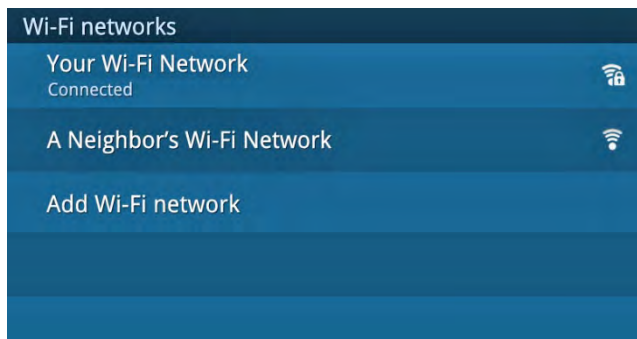 Wi-Fi networks
Your Wi-Fi Network
Connected
A Neighbor’s Wi-Fi Network
Add Wi-Fi network